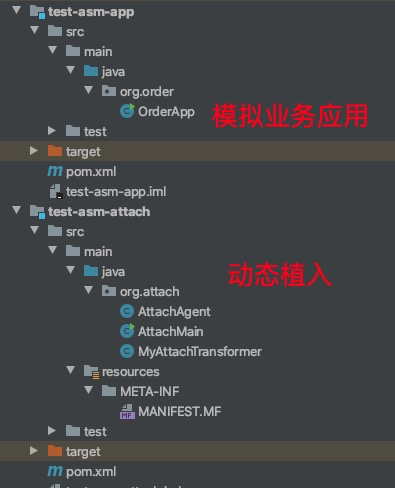 test-asm-app
src
main
java
org.order
OrderApp
模拟业务应用
test
target
pom.xml
test-asm-app.iml
test-asm-attach
src
main
java
动态植入
org.attach
AttachAgent
AttachMain
MyAttachTransformer
resources
META-INF
MANIFEST.MF
test
target
pom.xml